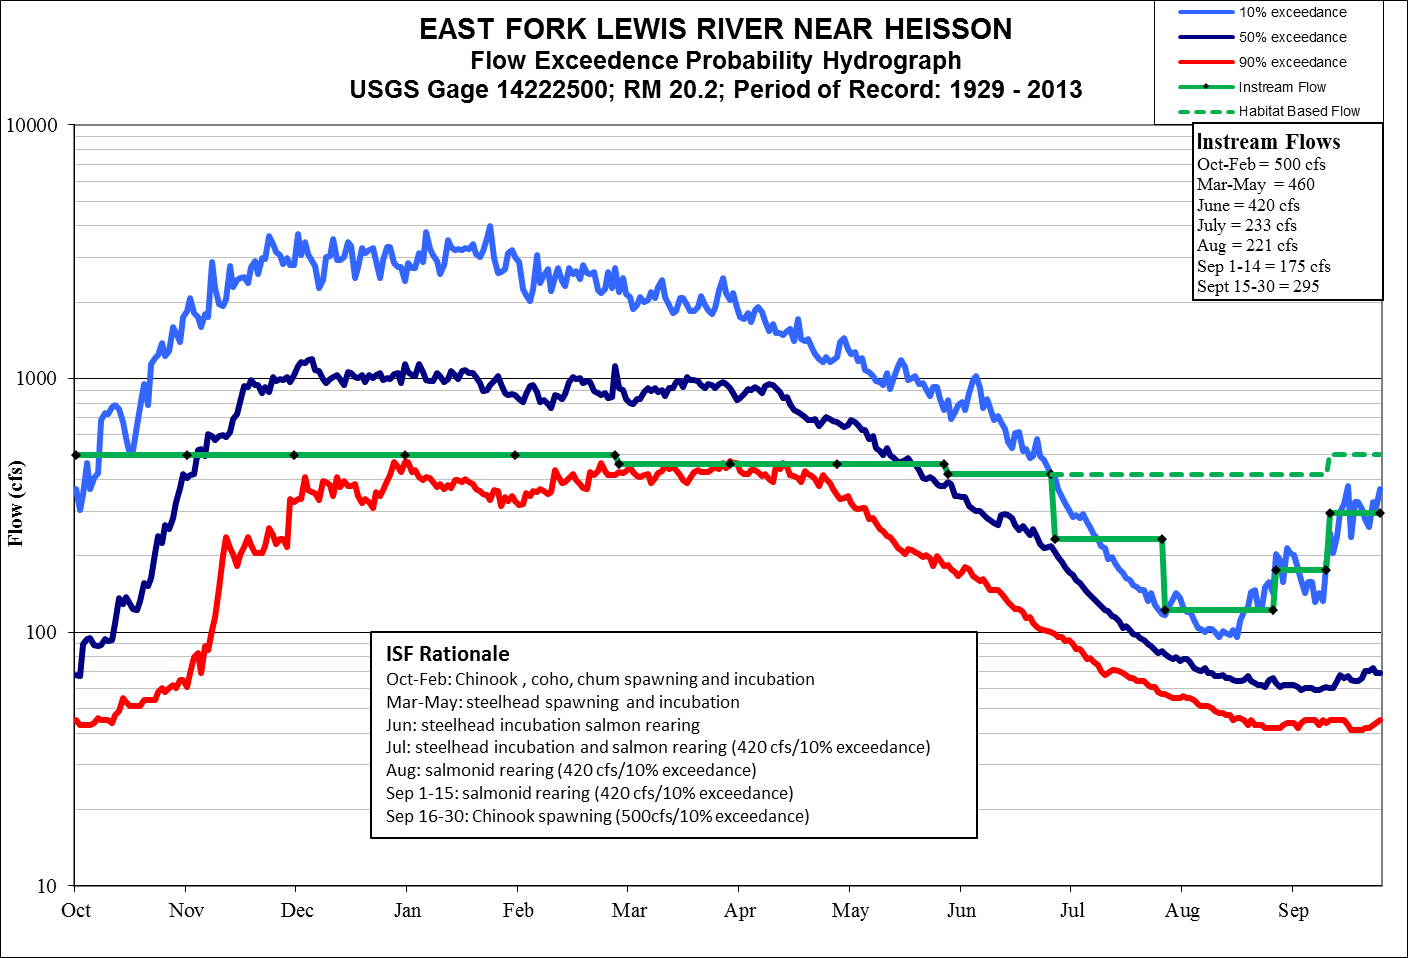 EAST FORK LEWIS RIVER NEAR HEISSON
Flow Exceedence Probability Hydrograph
USGS Gage 14222500; RM 20.2; Period of Record: 1929 - 2013
10% exceedance
50% exceedance
90% exceedance
Instream Flow
Habitat Based Flow
Instream Flows
Oct-Feb = 500 cfs
Mar-May  = 460
June = 420 cfs
July = 233 cfs
Aug = 221 cfs
Sep 1-14 = 175 cfs
Sept 15-30 = 295
10000
1000
100
10
Flow (cfs)
ISF Rationale
Oct-Feb: Chinook , coho, chum spawning and incubation
Mar-May: steelhead spawning  and incubation
Jun: steelhead incubation salmon rearing
Jul: steelhead incubation and salmon rearing (420 cfs/10% exceedance)
Aug: salmonid rearing (420 cfs/10% exceedance)
Sep 1-15: salmonid rearing (420 cfs/10% exceedance)
Sep 16-30: Chinook spawning (500cfs/10% exceedance)
Oct Nov Dec Jan Feb Mar Apr May Jun Jul Aug Sep